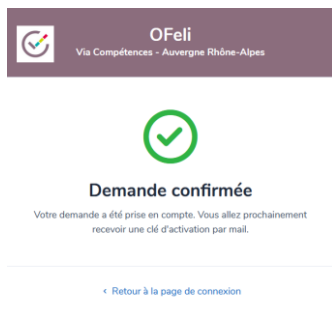 OFeli
Via Compétences - Auvergne Rhône-Alpes
Demande confirmée
Votre demande a été prise en compte. Vous allez prochainement
recevoir une clé d'activation par mail.
‹ Retour à la page de connexion